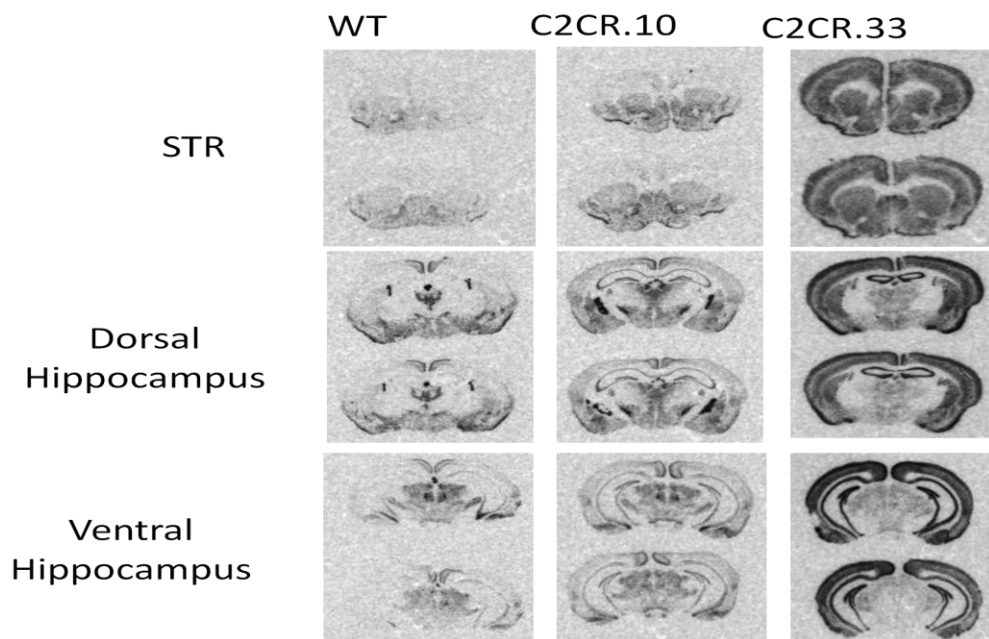 WT C2CR.10 C2CR.33
STR
Dorsal
Hippocampus
Ventral
Hippocampus